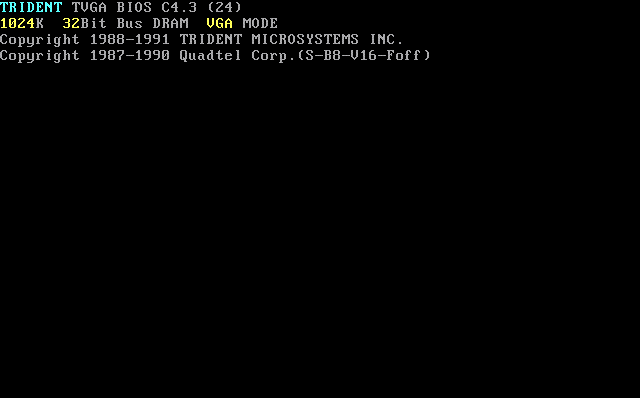 TRIDENT TVGA BIOS C4.3 (24)
1024K  32Bit Bus DRAM  VGA MODE
Copyright 1988-1991 TRIDENT MICROSYSTEMS INC.
Copyright 1987-1990 Quadtel Corp.(S-B8-V16-Foff)